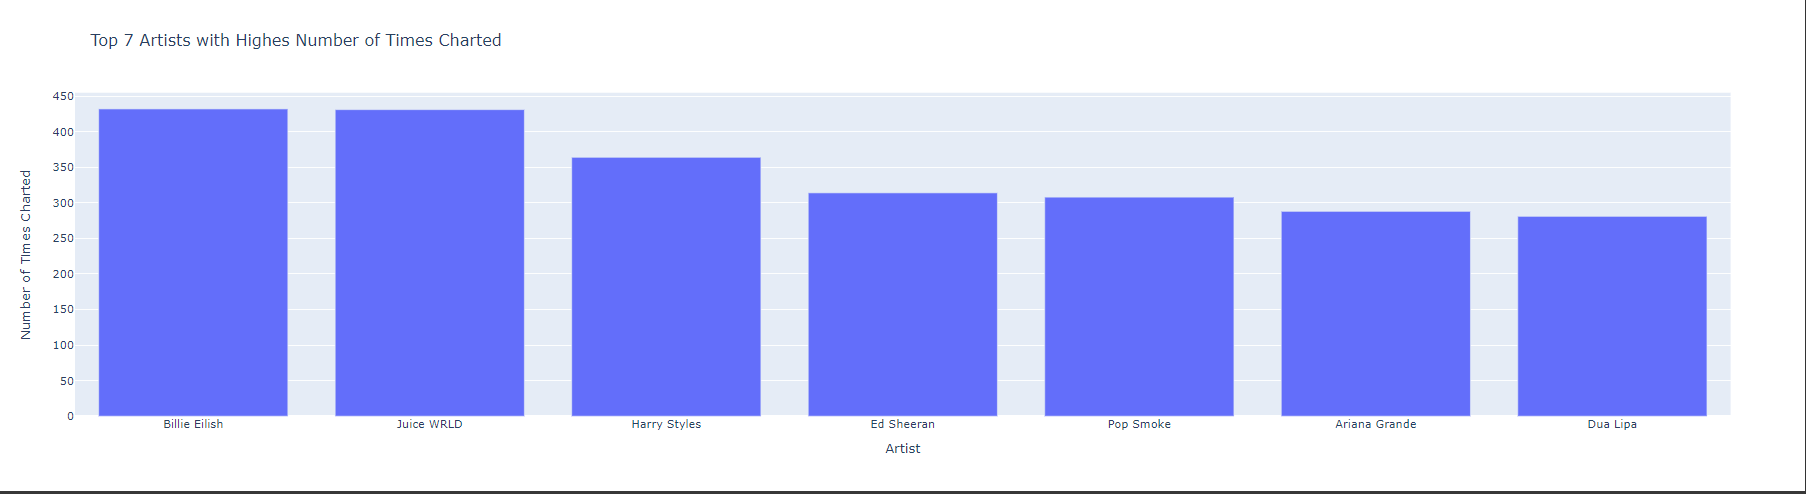 Top 7 Artists with Highes Number of Times Charted
450
400
350
300
250
200
150
100
50
0
Number of TImes Charted
Billie Eilish
Juice WRLD
Harry Styles
Ed Sheeran
Pop Smoke
Ariana Grande
Dua Lipa
Artist